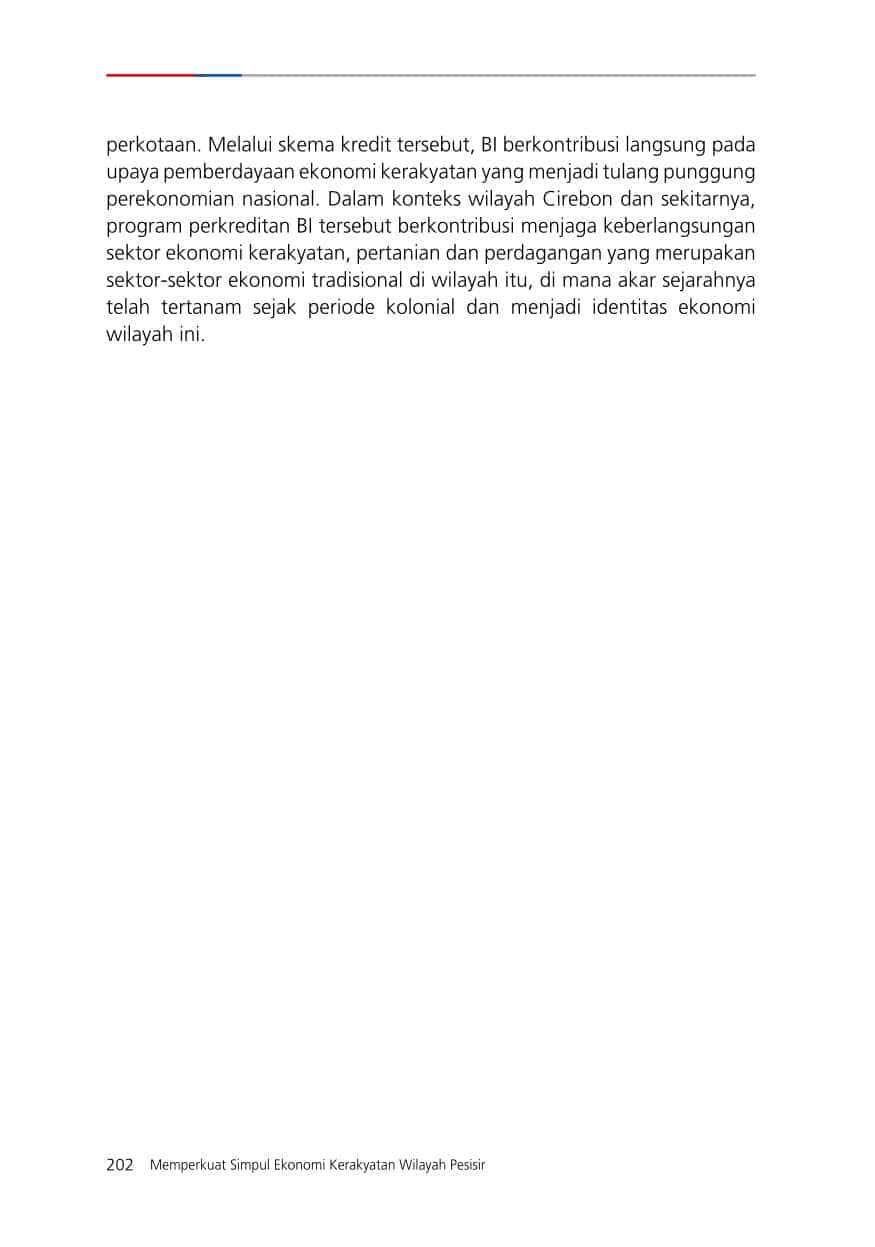 perkotaan. Melalui skema kredit tersebut, BI berkontribusi langsung pada
upaya pemberdayaan ekonomi kerakyatan yang menjadi tulang punggung
perekonomian nasional. Dalam konteks wilayah Cirebon dan sekitarnya,
program perkreditan BI tersebut berkontribusi menjaga keberlangsungan
sektor ekonomi kerakyatan, pertanian dan perdagangan yang merupakan
sektor-sektor ekonomi tradisional di wilayah itu, di mana akar sejarahnya
telah tertanam sejak periode kolonial dan menjadi identitas ekonomi
wilayah ini.
202 Memperkuat Simpul Ekonomi Kerakyatan Wilayah Pesisir